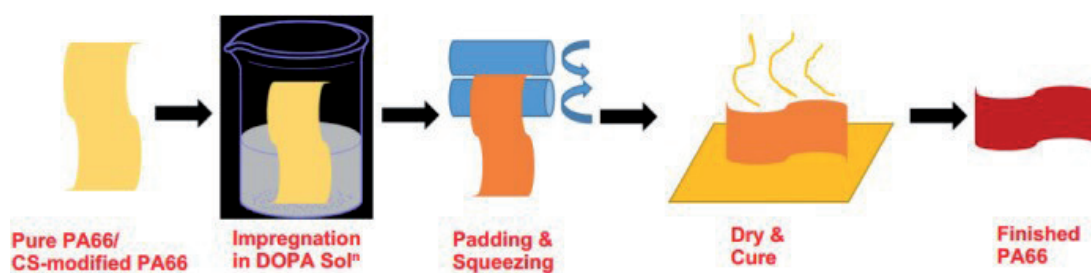 Pure PA66/
CS-modified PA66
Impregnation
in DOPA Solⁿ
Padding &
Squeezing
Dry &
Cure
Finished
PA66